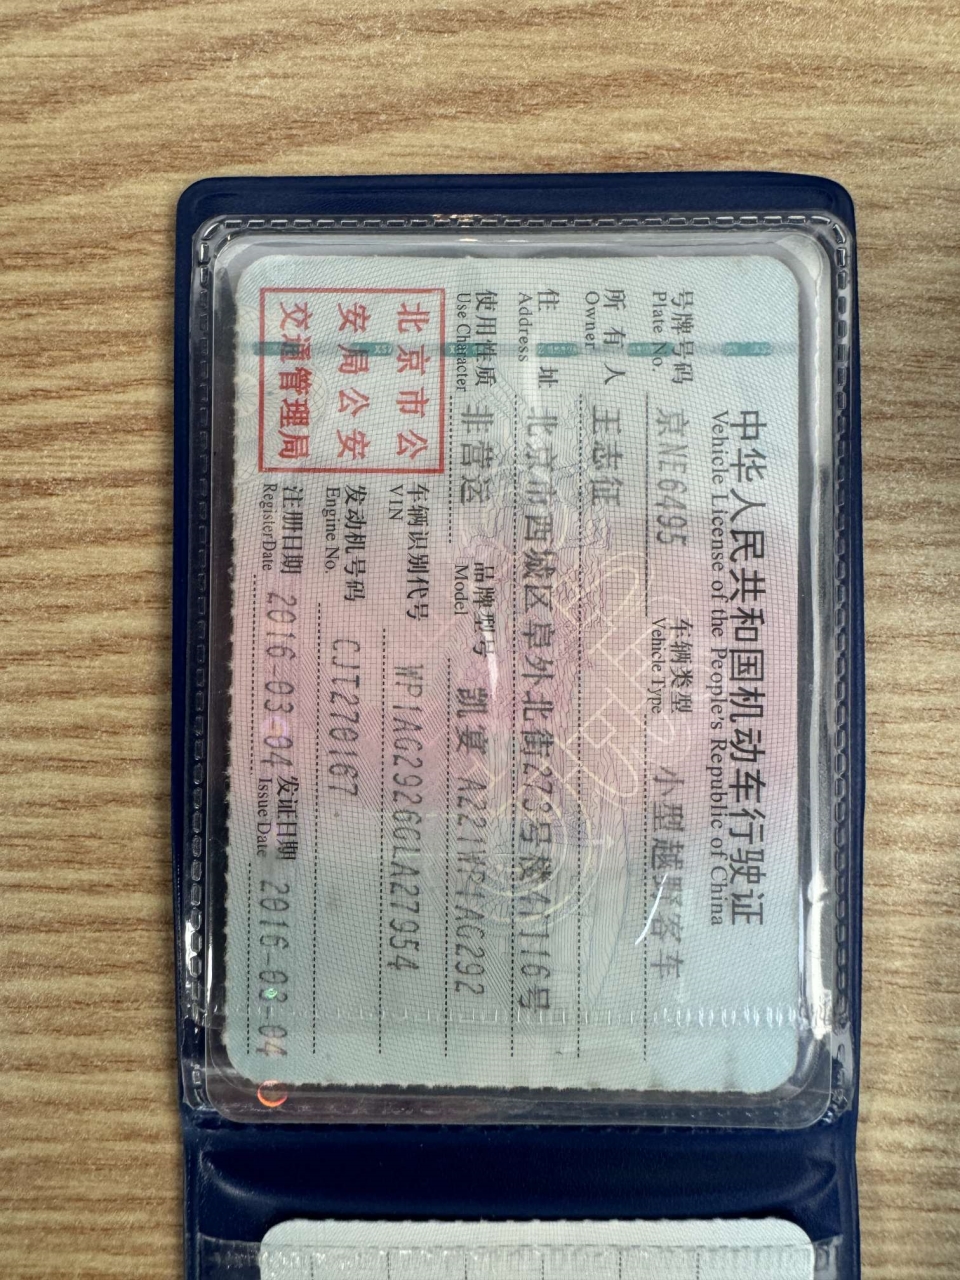 中华人民共和国机动车行驶证
Vehicle License of the People's Republic of China
号牌号码 京NE6495 车辆类型 小型越野客车
Plate No. Vehicle Type
所有人 王志征
Owner
住址 北京市西城区阜外北街273号楼4门116号
Address
使用性质 非营运 品牌型号 凯宴 A221WP1AG292
Use Character Model
北京市公
安局公安
交通管理局
车辆识别代号 WP1AG2926GLA27954
VIN
发动机号码 CJT270167
Engine No.
注册日期 2016-03-04 发证日期 2016-03-04
Register Date Issue Date